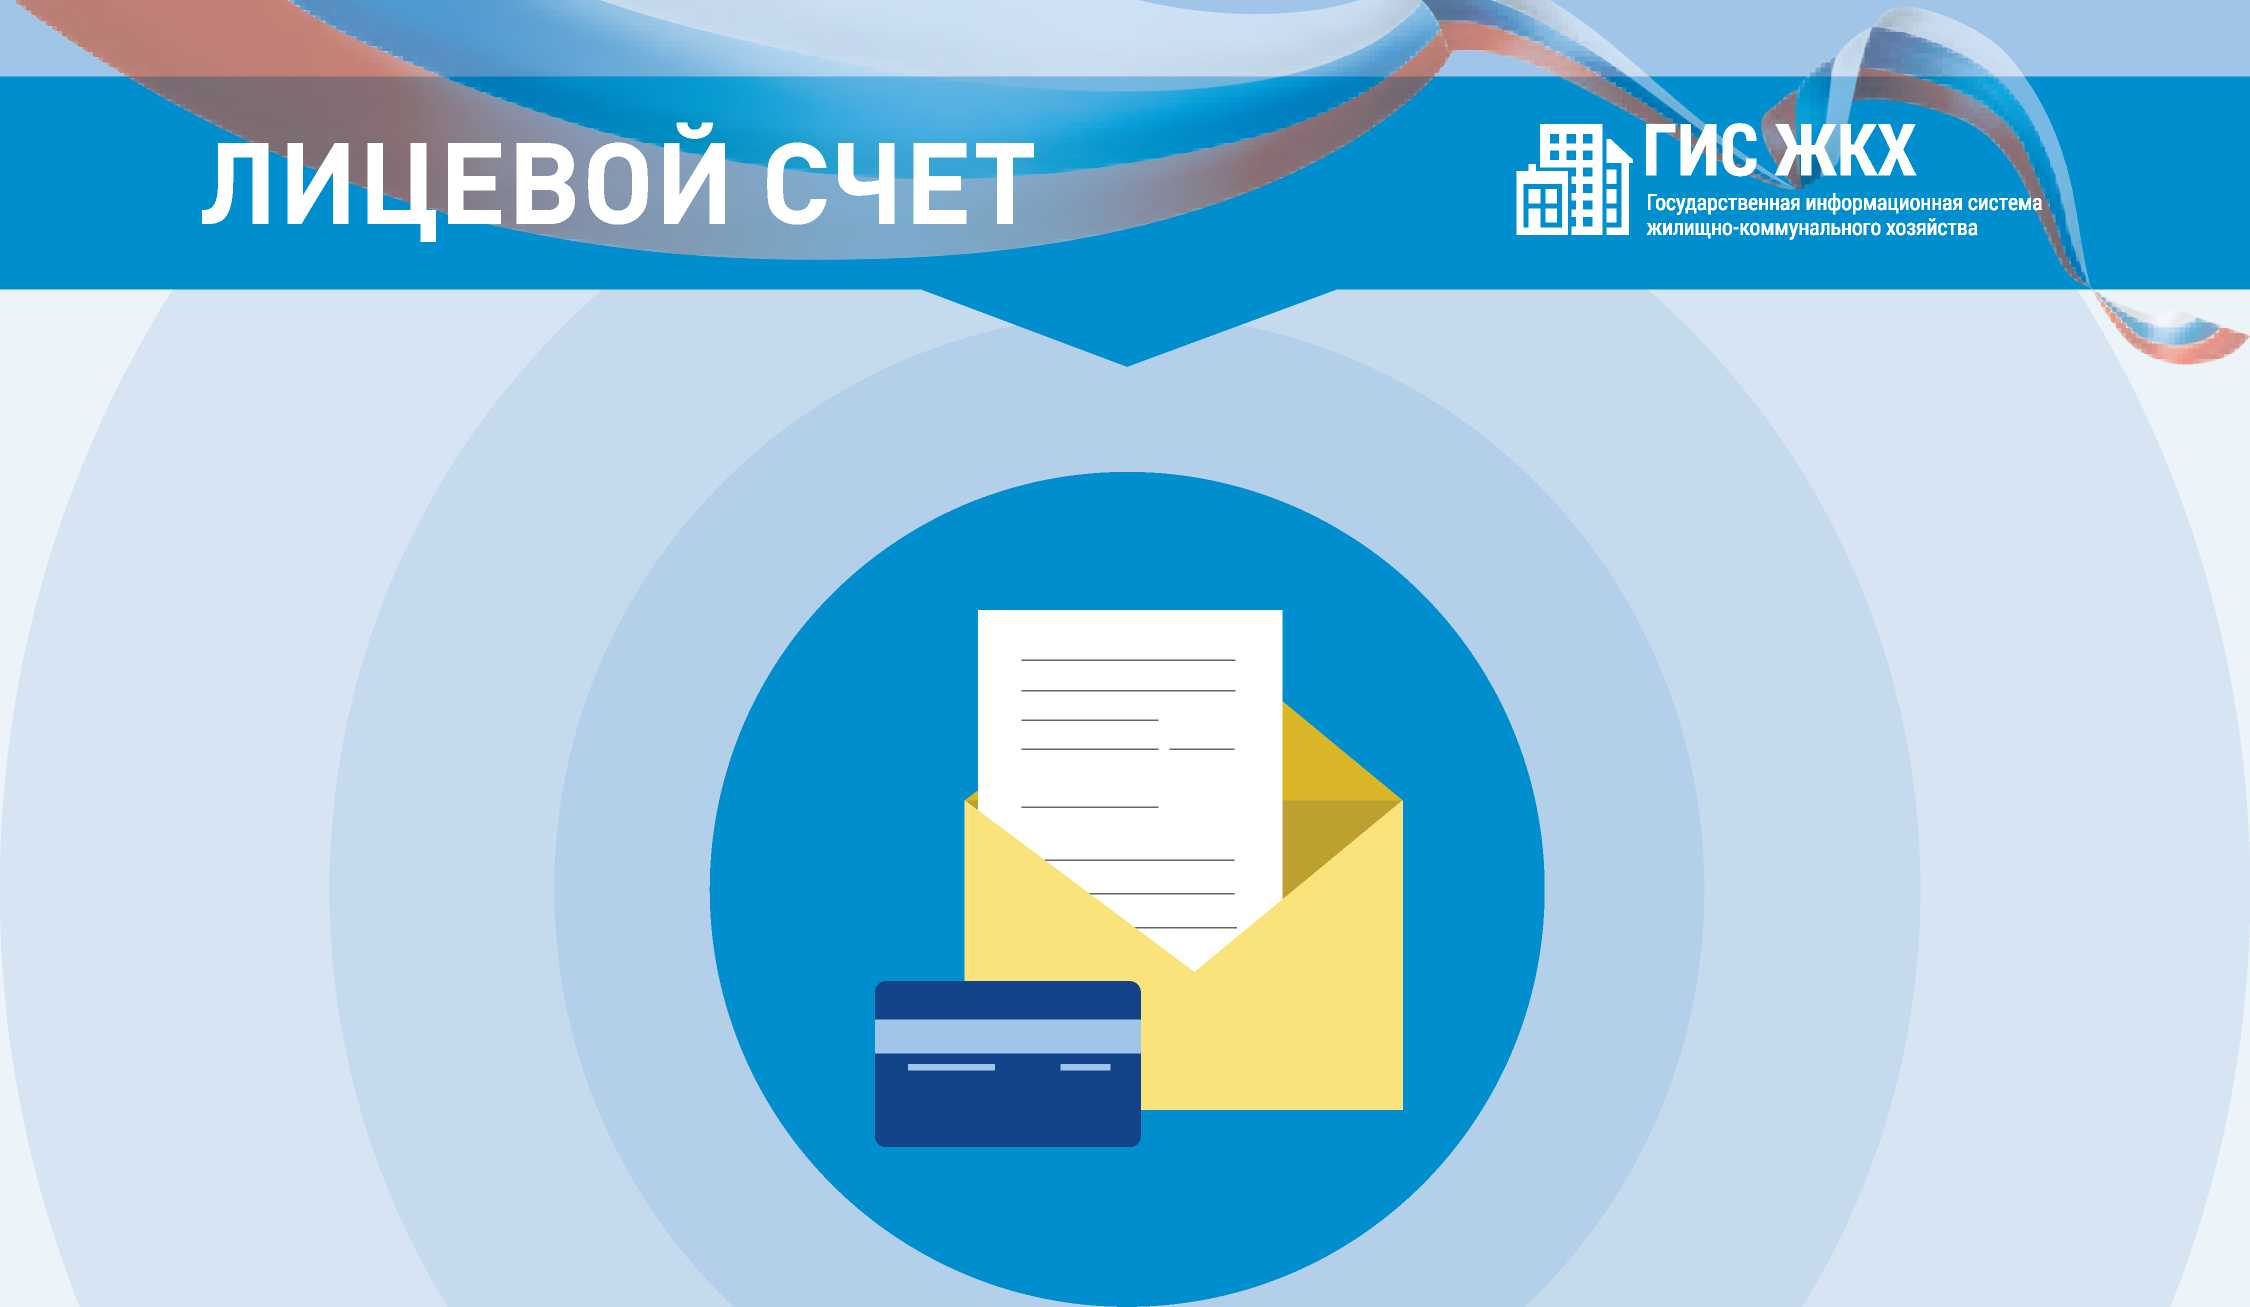 ЛИЦЕВОЙ СЧЕТ
ГИС ЖКХ
Государственная информационная система
жилищно-коммунального хозяйства